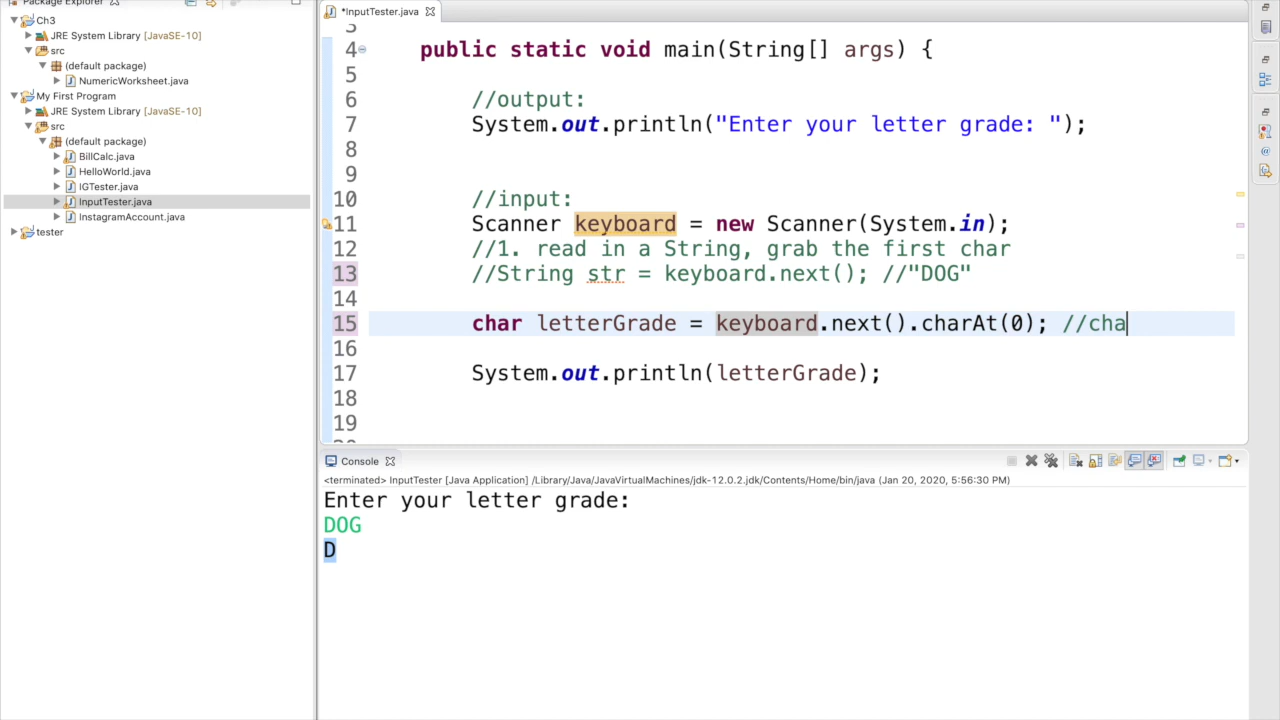 Package Explorer
Ch3
JRE System Library [JavaSE-10]
src
(default package)
NumericWorksheet.java
My First Program
JRE System Library [JavaSE-10]
src
(default package)
BillCalc.java
HelloWorld.java
IGTester.java
InputTester.java
InstagramAccount.java
tester
*InputTester.java
3
4 public static void main(String[] args) {
5
6 //output:
7 System.out.println("Enter your letter grade: ");
8
9
10 //input:
11 Scanner keyboard = new Scanner(System.in);
12 //1. read in a String, grab the first char
13 //String str = keyboard.next(); //"DOG"
14
15 char letterGrade = keyboard.next().charAt(0); //cha
16
17 System.out.println(letterGrade);
18
19
20
Console
<terminated> InputTester [Java Application] /Library/Java/JavaVirtualMachines/jdk-12.0.2.jdk/Contents/Home/bin/java (Jan 20, 2020, 5:56:30 PM)
Enter your letter grade:
DOG
D